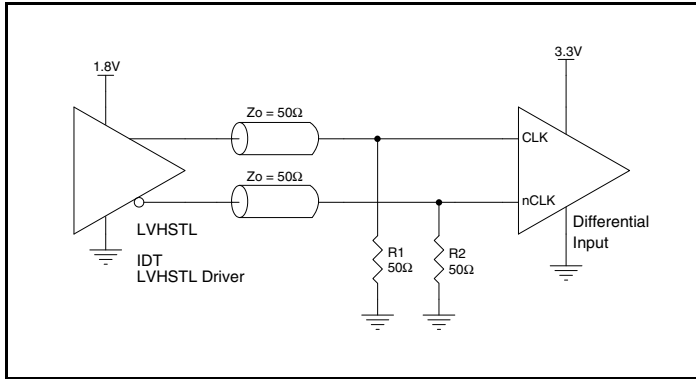 1.8V
3.3V
Zo = 50Ω
CLK
Zo = 50Ω
nCLK
LVHSTL
IDT
LVHSTL Driver
R1
50Ω
R2
50Ω
Differential
Input